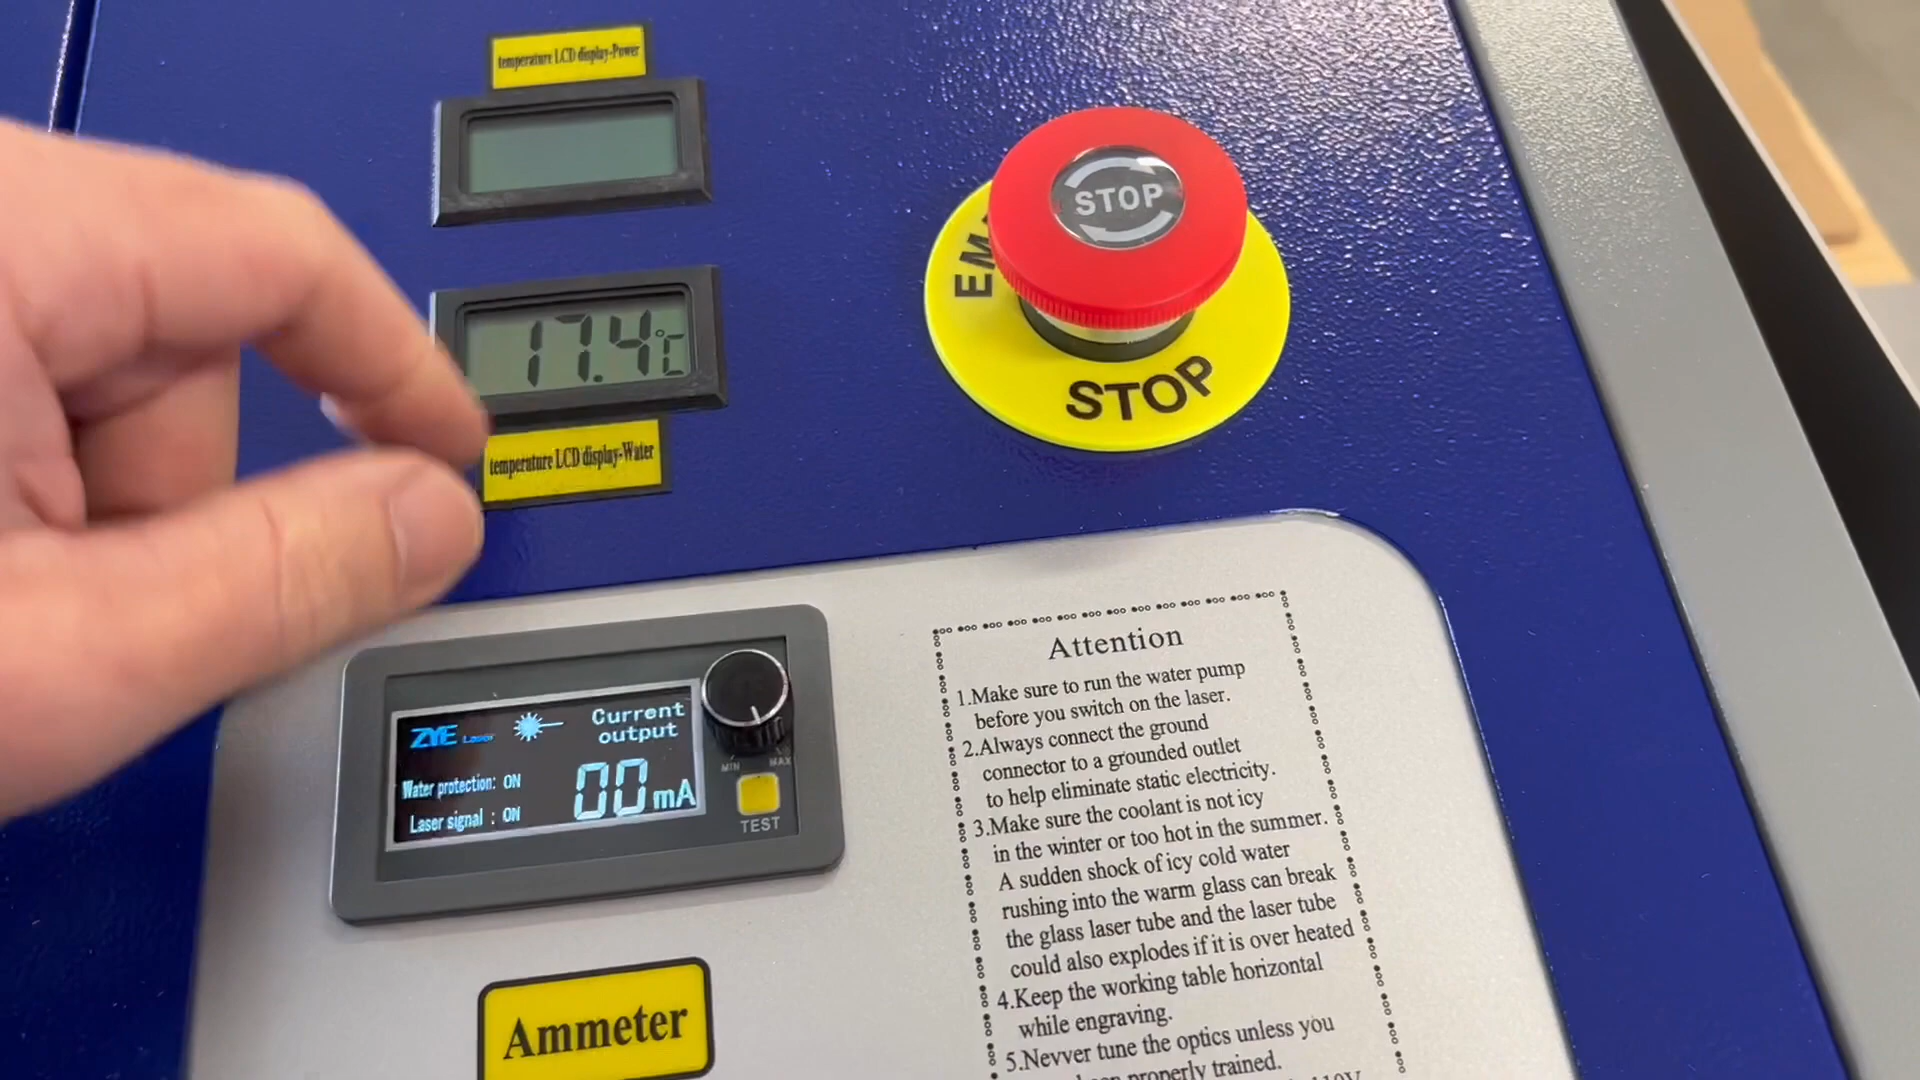 temperature LCD display-Power
17.4°C
temperature LCD display-Water
STOP
EM
STOP
ZYE Laser
Current
output
Water protection: ON
Laser signal : ON
00mA
MIN MAX
TEST
Ammeter
Attention
1.Make sure to run the water pump
before you switch on the laser.
2.Always connect the ground
connector to a grounded outlet
to help eliminate static electricity.
3.Make sure the coolant is not icy
in the winter or too hot in the summer.
A sudden shock of icy cold water
rushing into the warm glass can break
the glass laser tube and the laser tube
could also explodes if it is over heated
4.Keep the working table horizontal
while engraving.
5.Nevver tune the optics unless you
properly trained.
110V